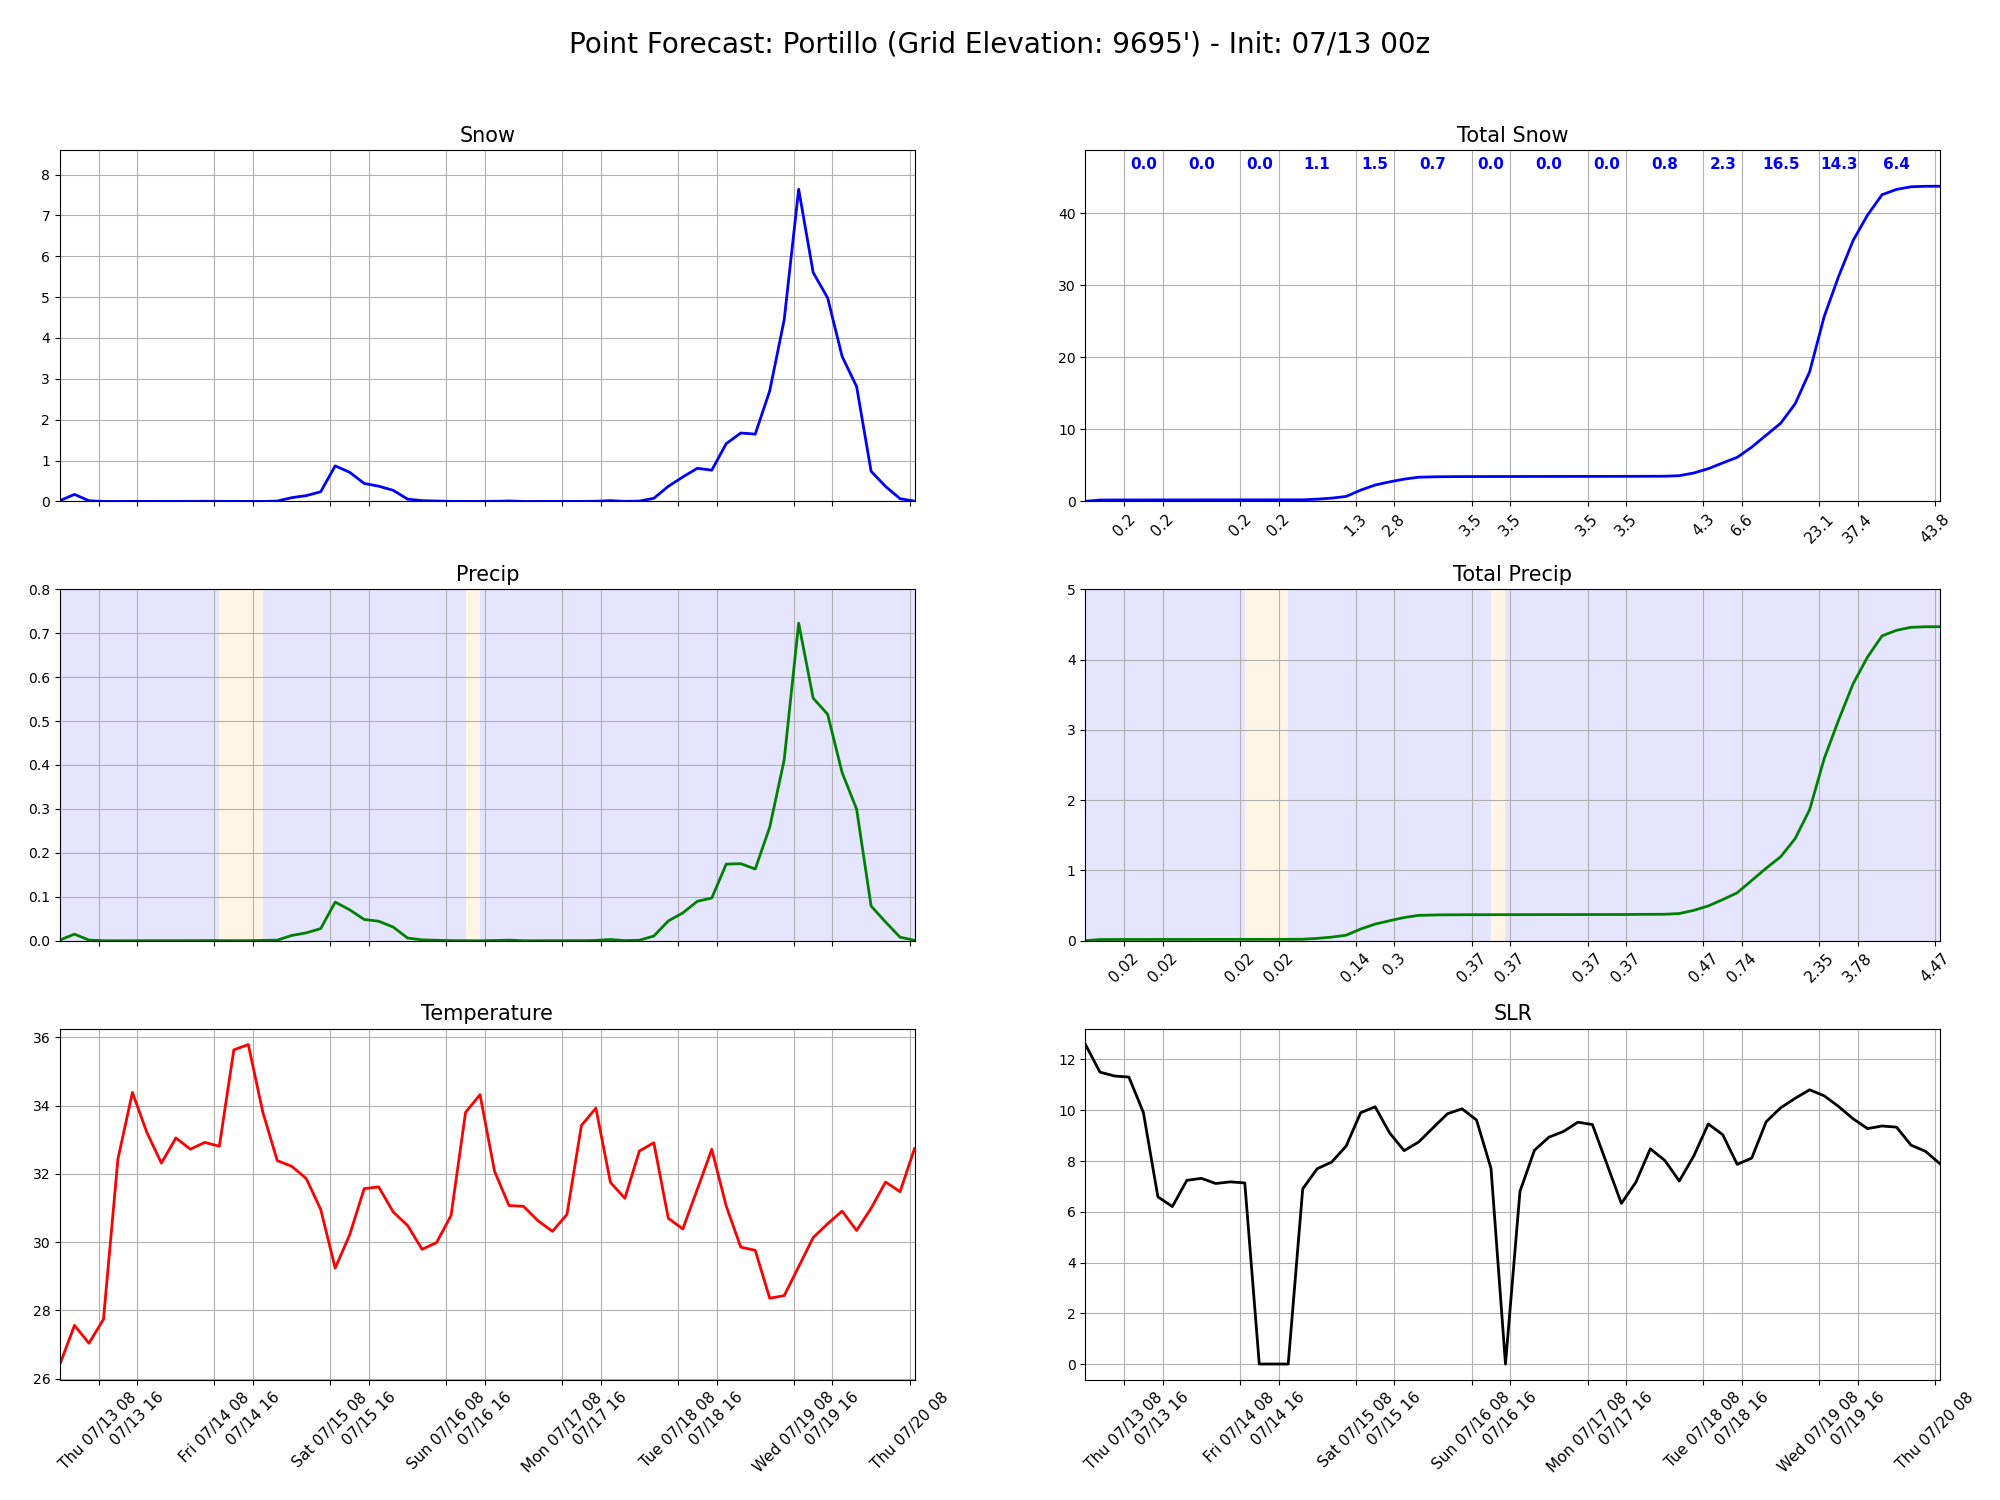 Point Forecast: Portillo (Grid Elevation: 9695') - Init: 07/13 00z
Snow
8
7
6
5
4
3
2
1
0
Total Snow
0.0 0.0 0.0 1.1 1.5 0.7 0.0 0.0 0.0 0.8 2.3 16.5 14.3 6.4
40
30
20
10
0
0.2 0.2 0.2 0.2 1.3 2.8 3.5 3.5 3.5 3.5 4.3 6.6 23.1 37.4 43.8
Precip
0.8
0.7
0.6
0.5
0.4
0.3
0.2
0.1
0.0
Total Precip
5
4
3
2
1
0
0.02 0.02 0.02 0.02 0.14 0.3 0.37 0.37 0.37 0.37 0.47 0.74 2.35 3.78 4.47
Temperature
36
34
32
30
28
26
Thu 07/13 08
07/13 16
Fri 07/14 08
07/14 16
Sat 07/15 08
07/15 16
Sun 07/16 08
07/16 16
Mon 07/17 08
07/17 16
Tue 07/18 08
07/18 16
Wed 07/19 08
07/19 16
Thu 07/20 08
SLR
12
10
8
6
4
2
0
Thu 07/13 08
07/13 16
Fri 07/14 08
07/14 16
Sat 07/15 08
07/15 16
Sun 07/16 08
07/16 16
Mon 07/17 08
07/17 16
Tue 07/18 08
07/18 16
Wed 07/19 08
07/19 16
Thu 07/20 08